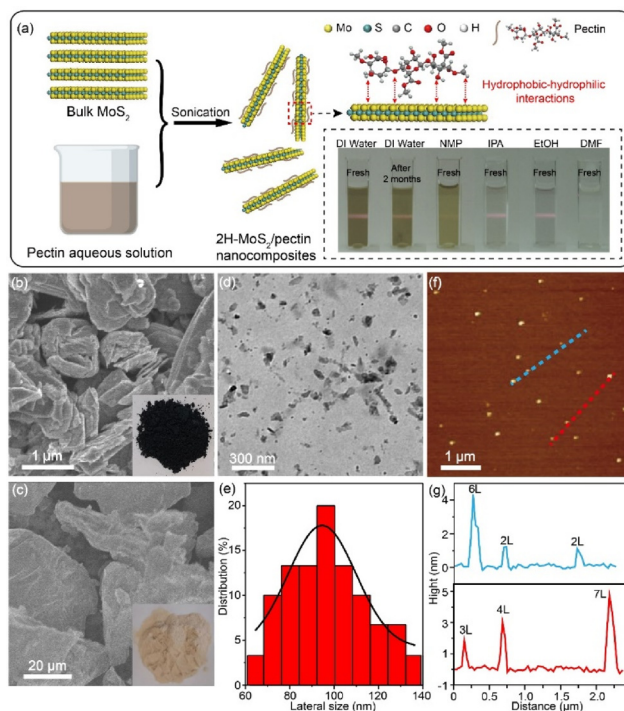 (a)
Mo S C O H Pectin
Bulk MoS2
Sonication
Hydrophobic-hydrophilic
interactions
Pectin aqueous solution
2H-MoS2/pectin
nanocomposites
DI Water DI Water NMP IPA EtOH DMF
Fresh After
2 months Fresh Fresh Fresh Fresh
(b)
1 µm
(d)
300 nm
(f)
1 µm
(c)
20 µm
(e)
Distribution (%)
20
15
10
5
0
60 80 100 120 140
Lateral size (nm)
(g)
Hight (nm)
4
2
0
6L
2L
2L
5
4
3
2
1
0
3L
4L
7L
0 0.5 1.0 1.5 2.0
Distance (µm)